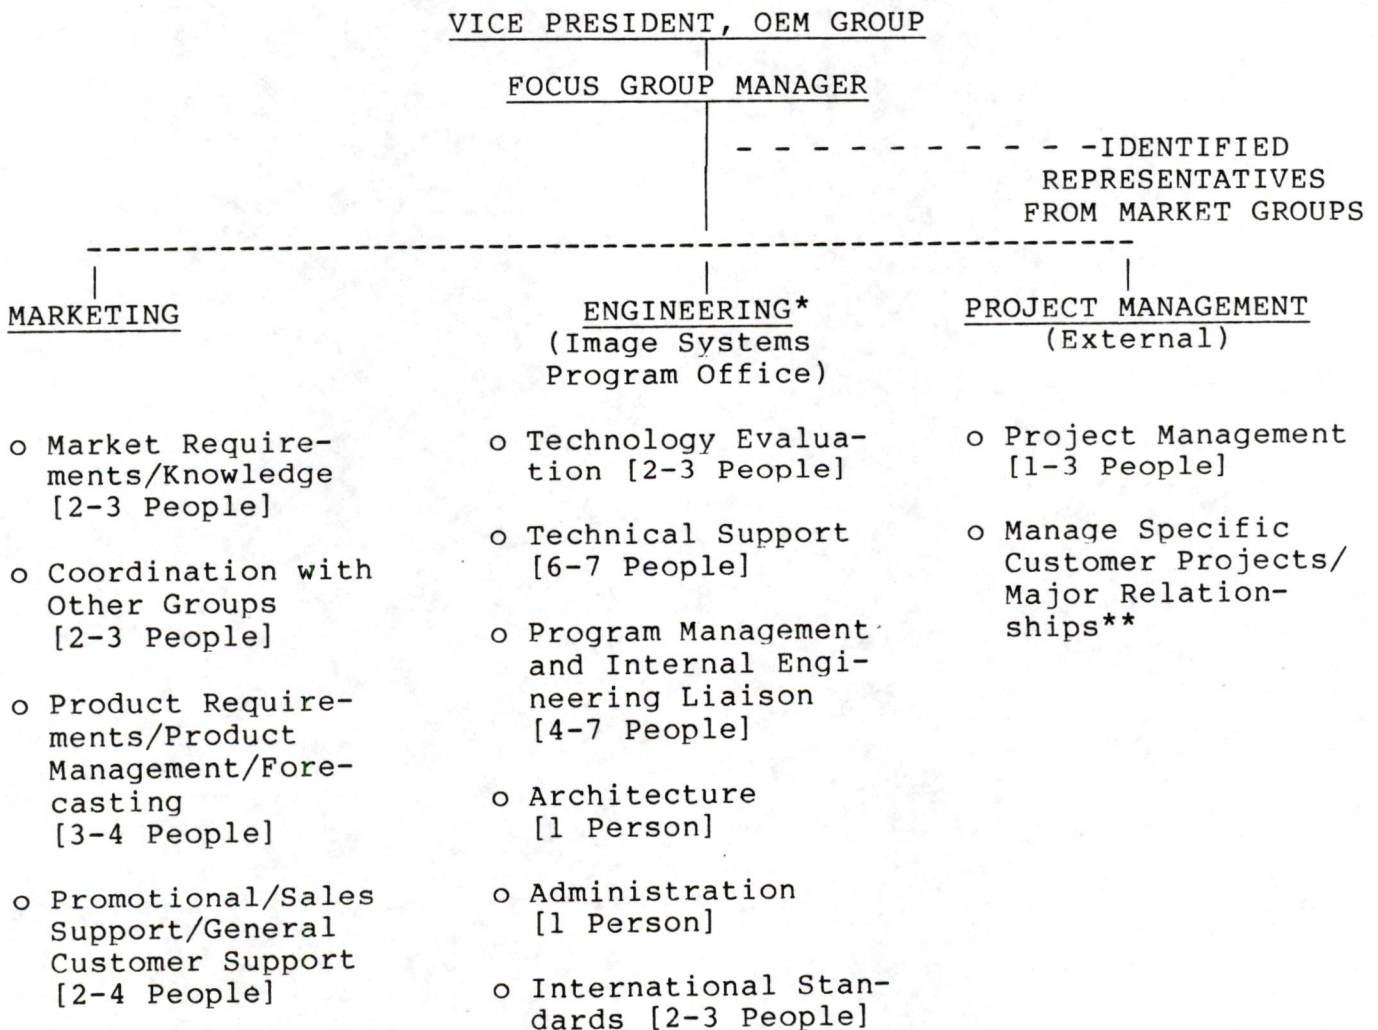 VICE PRESIDENT, OEM GROUP
FOCUS GROUP MANAGER
- - - - - - - - - -IDENTIFIED
REPRESENTATIVES
FROM MARKET GROUPS
MARKETING
ENGINEERING*
(Image Systems
Program Office)
PROJECT MANAGEMENT
(External)
o Market Require-
ments/Knowledge
[2-3 People]
o Coordination with
Other Groups
[2-3 People]
o Product Require-
ments/Product
Management/Fore-
casting
[3-4 People]
o Promotional/Sales
Support/General
Customer Support
[2-4 People]
o Technology Evalua-
tion [2-3 People]
o Technical Support
[6-7 People]
o Program Management
and Internal Engi-
neering Liaison
[4-7 People]
o Architecture
[1 Person]
o Administration
[1 Person]
o International Stan-
dards [2-3 People]
o Project Management
[1-3 People]
o Manage Specific
Customer Projects/
Major Relation-
ships**